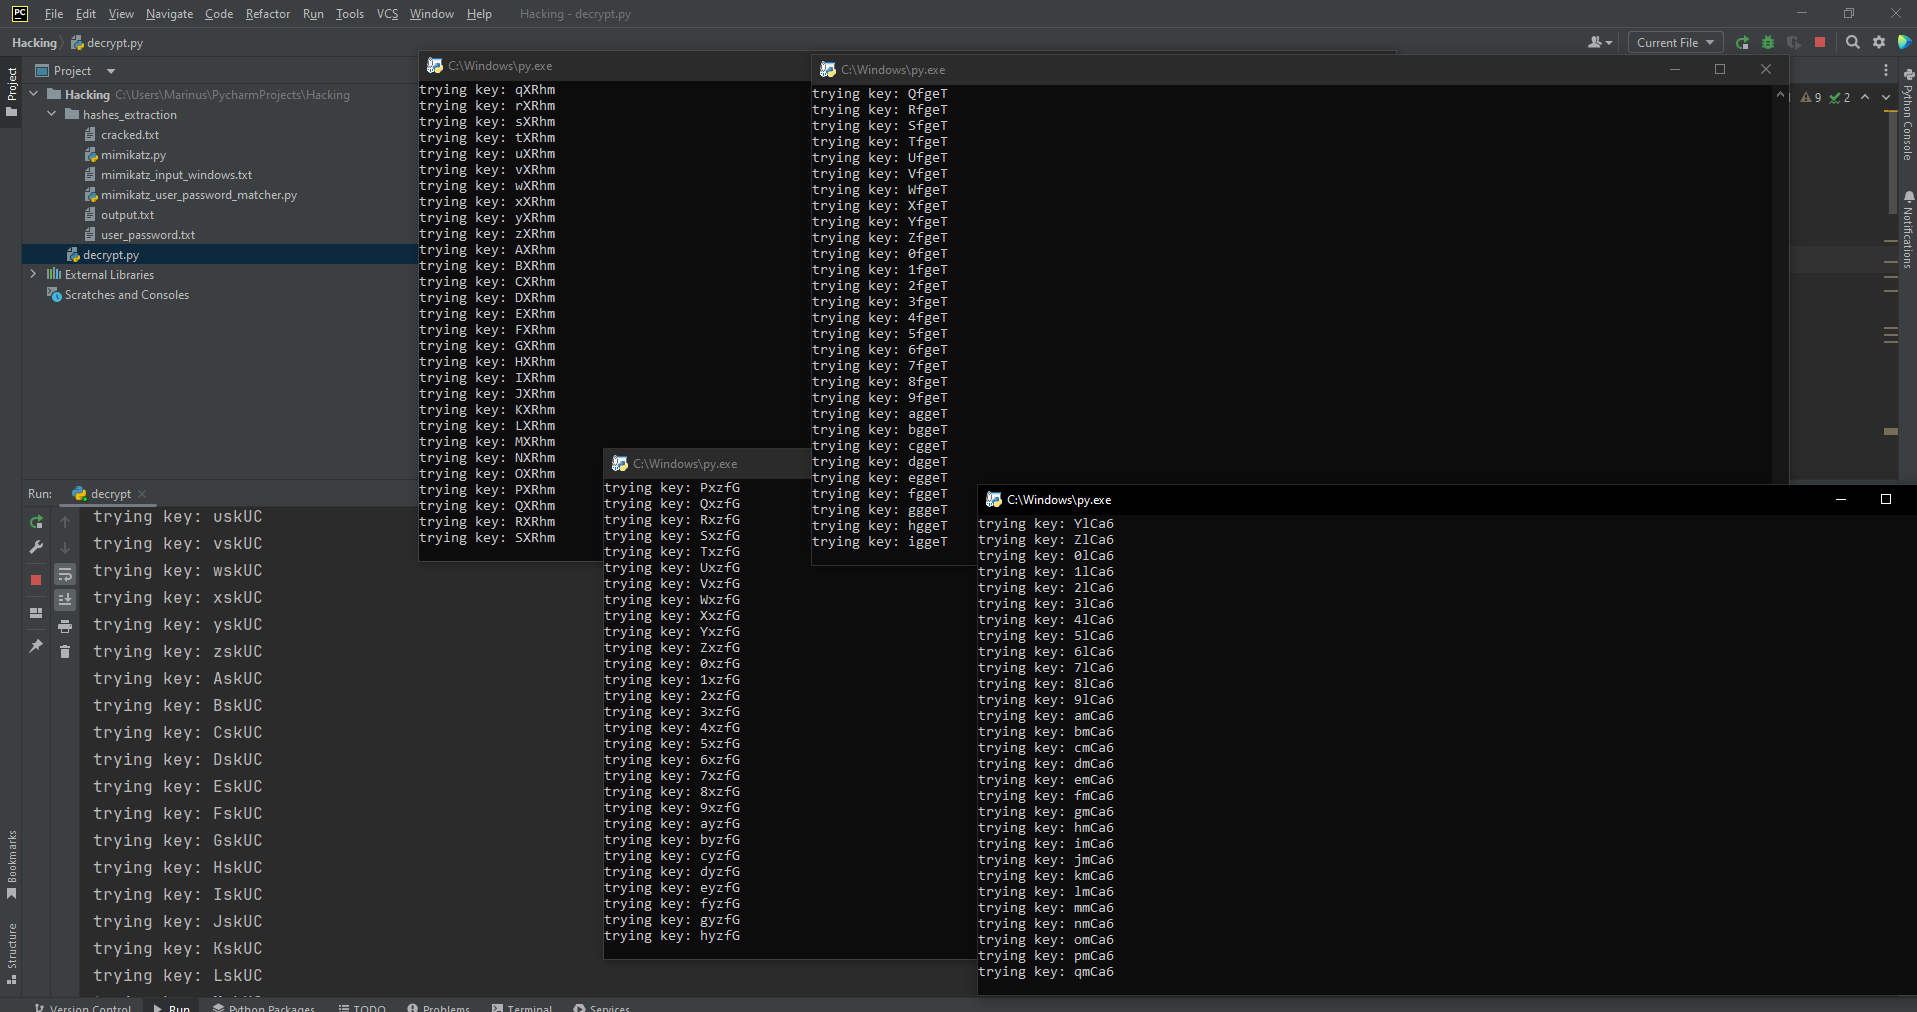 PC File Edit View Navigate Code Refactor Run Tools VCS Window Help Hacking - decrypt.py
Hacking decrypt.py
Current File
Project
Hacking C:\Users\Marinus\PycharmProjects\Hacking
hashes_extraction
cracked.txt
mimikatz.py
mimikatz_input_windows.txt
mimikatz_user_password_matcher.py
output.txt
user_password.txt
decrypt.py
External Libraries
Scratches and Consoles
Project
Bookmarks
Structure
C:\Windows\py.exe
trying key: qXRhm
trying key: rXRhm
trying key: sXRhm
trying key: tXRhm
trying key: uXRhm
trying key: vXRhm
trying key: wXRhm
trying key: xXRhm
trying key: yXRhm
trying key: zXRhm
trying key: AXRhm
trying key: BXRhm
trying key: CXRhm
trying key: DXRhm
trying key: EXRhm
trying key: FXRhm
trying key: GXRhm
trying key: HXRhm
trying key: IXRhm
trying key: JXRhm
trying key: KXRhm
trying key: LXRhm
trying key: MXRhm
trying key: NXRhm
trying key: OXRhm
trying key: PXRhm
trying key: QXRhm
trying key: RXRhm
trying key: SXRhm
C:\Windows\py.exe
trying key: QfgeT
trying key: RfgeT
trying key: SfgeT
trying key: TfgeT
trying key: UfgeT
trying key: VfgeT
trying key: WfgeT
trying key: XfgeT
trying key: YfgeT
trying key: ZfgeT
trying key: 0fgeT
trying key: 1fgeT
trying key: 2fgeT
trying key: 3fgeT
trying key: 4fgeT
trying key: 5fgeT
trying key: 6fgeT
trying key: 7fgeT
trying key: 8fgeT
trying key: 9fgeT
trying key: aggeT
trying key: bggeT
trying key: cggeT
trying key: dggeT
trying key: eggeT
trying key: fggeT
trying key: gggeT
trying key: hggeT
trying key: iggeT
9 2
Python Console
Notifications
Run: decrypt
trying key: uskUC
trying key: vskUC
trying key: wskUC
trying key: xskUC
trying key: yskUC
trying key: zskUC
trying key: AskUC
trying key: BskUC
trying key: CskUC
trying key: DskUC
trying key: EskUC
trying key: FskUC
trying key: GskUC
trying key: HskUC
trying key: IskUC
trying key: JskUC
trying key: KskUC
trying key: LskUC
C:\Windows\py.exe
trying key: PxzfG
trying key: QxzfG
trying key: RxzfG
trying key: SxzfG
trying key: TxzfG
trying key: UxzfG
trying key: VxzfG
trying key: WxzfG
trying key: XxzfG
trying key: YxzfG
trying key: ZxzfG
trying key: 0xzfG
trying key: 1xzfG
trying key: 2xzfG
trying key: 3xzfG
trying key: 4xzfG
trying key: 5xzfG
trying key: 6xzfG
trying key: 7xzfG
trying key: 8xzfG
trying key: 9xzfG
trying key: ayzfG
trying key: byzfG
trying key: cyzfG
trying key: dyzfG
trying key: eyzfG
trying key: fyzfG
trying key: gyzfG
trying key: hyzfG
C:\Windows\py.exe
trying key: YlCa6
trying key: ZlCa6
trying key: 0lCa6
trying key: 1lCa6
trying key: 2lCa6
trying key: 3lCa6
trying key: 4lCa6
trying key: 5lCa6
trying key: 6lCa6
trying key: 7lCa6
trying key: 8lCa6
trying key: 9lCa6
trying key: amCa6
trying key: bmCa6
trying key: cmCa6
trying key: dmCa6
trying key: emCa6
trying key: fmCa6
trying key: gmCa6
trying key: hmCa6
trying key: imCa6
trying key: jmCa6
trying key: kmCa6
trying key: lmCa6
trying key: mmCa6
trying key: nmCa6
trying key: omCa6
trying key: pmCa6
trying key: qmCa6
Version Control Run Python Packages TODO Problems Terminal Services